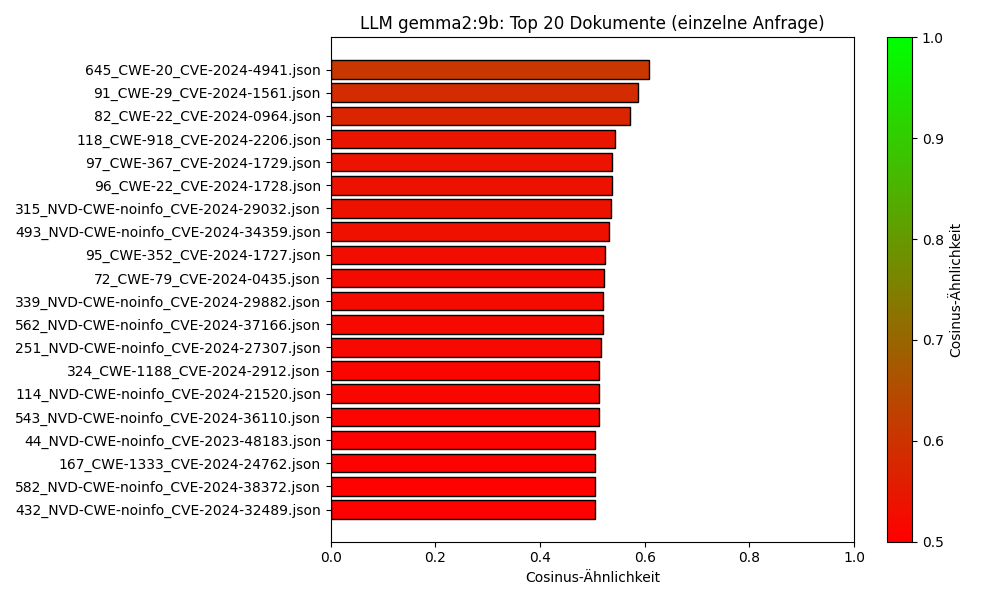 LLM gemma2:9b: Top 20 Dokumente (einzelne Anfrage)
645_CWE-20_CVE-2024-4941.json
91_CWE-29_CVE-2024-1561.json
82_CWE-22_CVE-2024-0964.json
118_CWE-918_CVE-2024-2206.json
97_CWE-367_CVE-2024-1729.json
96_CWE-22_CVE-2024-1728.json
315_NVD-CWE-noinfo_CVE-2024-29032.json
493_NVD-CWE-noinfo_CVE-2024-34359.json
95_CWE-352_CVE-2024-1727.json
72_CWE-79_CVE-2024-0435.json
339_NVD-CWE-noinfo_CVE-2024-29882.json
562_NVD-CWE-noinfo_CVE-2024-37166.json
251_NVD-CWE-noinfo_CVE-2024-27307.json
324_CWE-1188_CVE-2024-2912.json
114_NVD-CWE-noinfo_CVE-2024-21520.json
543_NVD-CWE-noinfo_CVE-2024-36110.json
44_NVD-CWE-noinfo_CVE-2023-48183.json
167_CWE-1333_CVE-2024-24762.json
582_NVD-CWE-noinfo_CVE-2024-38372.json
432_NVD-CWE-noinfo_CVE-2024-32489.json
0.0 0.2 0.4 0.6 0.8 1.0
Cosinus-Ähnlichkeit
1.0
0.9
0.8
0.7
0.6
0.5
Cosinus-Ähnlichkeit